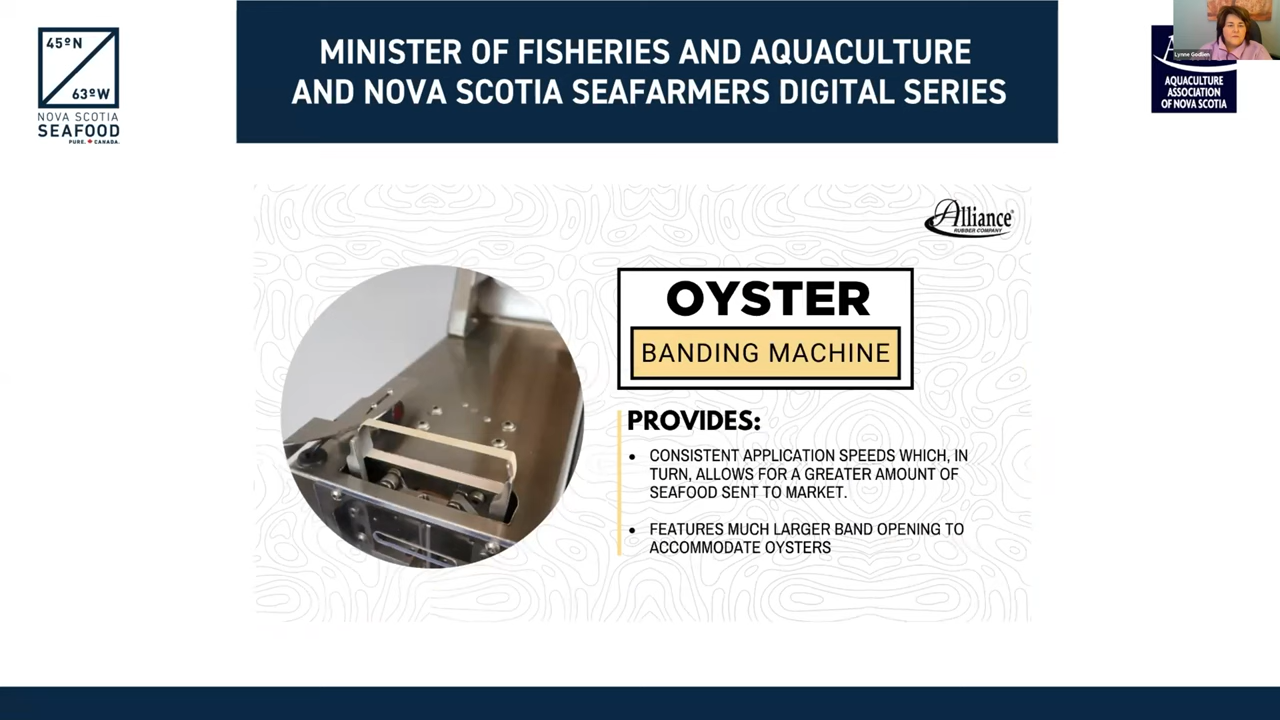 45ºN
63ºW
NOVA SCOTIA
SEAFOOD
PURE. CANADA.
MINISTER OF FISHERIES AND AQUACULTURE
AND NOVA SCOTIA SEAFARMERS DIGITAL SERIES
AQUACULTURE
ASSOCIATION
OF NOVA SCOTIA
Alliance®
RUBBER COMPANY
OYSTER
BANDING MACHINE
PROVIDES:
• CONSISTENT APPLICATION SPEEDS WHICH, IN
TURN, ALLOWS FOR A GREATER AMOUNT OF
SEAFOOD SENT TO MARKET.
• FEATURES MUCH LARGER BAND OPENING TO
ACCOMMODATE OYSTERS